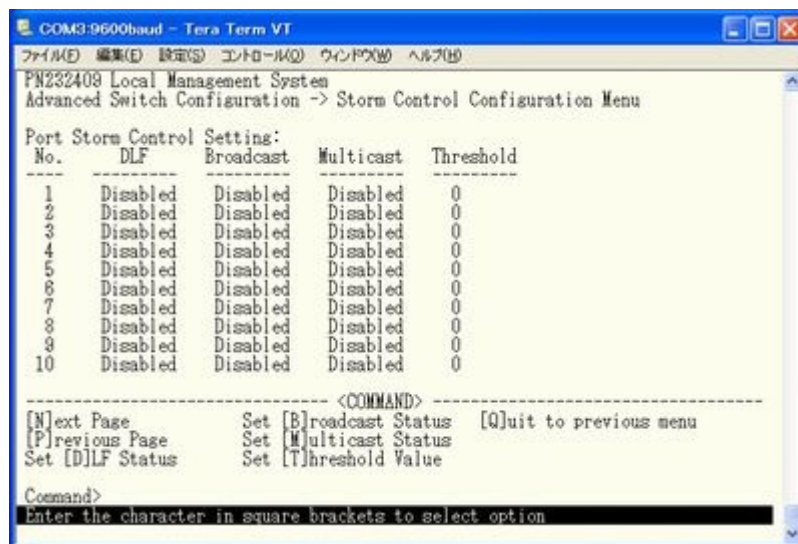 COM3:9600baud - Tera Term VT
ファイル(F) 編集(E) 設定(S) コントロール(O) ウィンドウ(W) ヘルプ(H)
PN232409 Local Management System
Advanced Switch Configuration -> Storm Control Configuration Menu
Port Storm Control Setting:
No. DLF Broadcast Multicast Threshold
---- --------- --------- --------- ---------
1 Disabled Disabled Disabled 0
2 Disabled Disabled Disabled 0
3 Disabled Disabled Disabled 0
4 Disabled Disabled Disabled 0
5 Disabled Disabled Disabled 0
6 Disabled Disabled Disabled 0
7 Disabled Disabled Disabled 0
8 Disabled Disabled Disabled 0
9 Disabled Disabled Disabled 0
10 Disabled Disabled Disabled 0
--------------------------------- <COMMAND> ---------------------------------
[N]ext Page Set [B]roadcast Status [Q]uit to previous menu
[P]revious Page Set [M]ulticast Status
Set [D]LF Status Set [T]hreshold Value
Command>
Enter the character in square brackets to select option